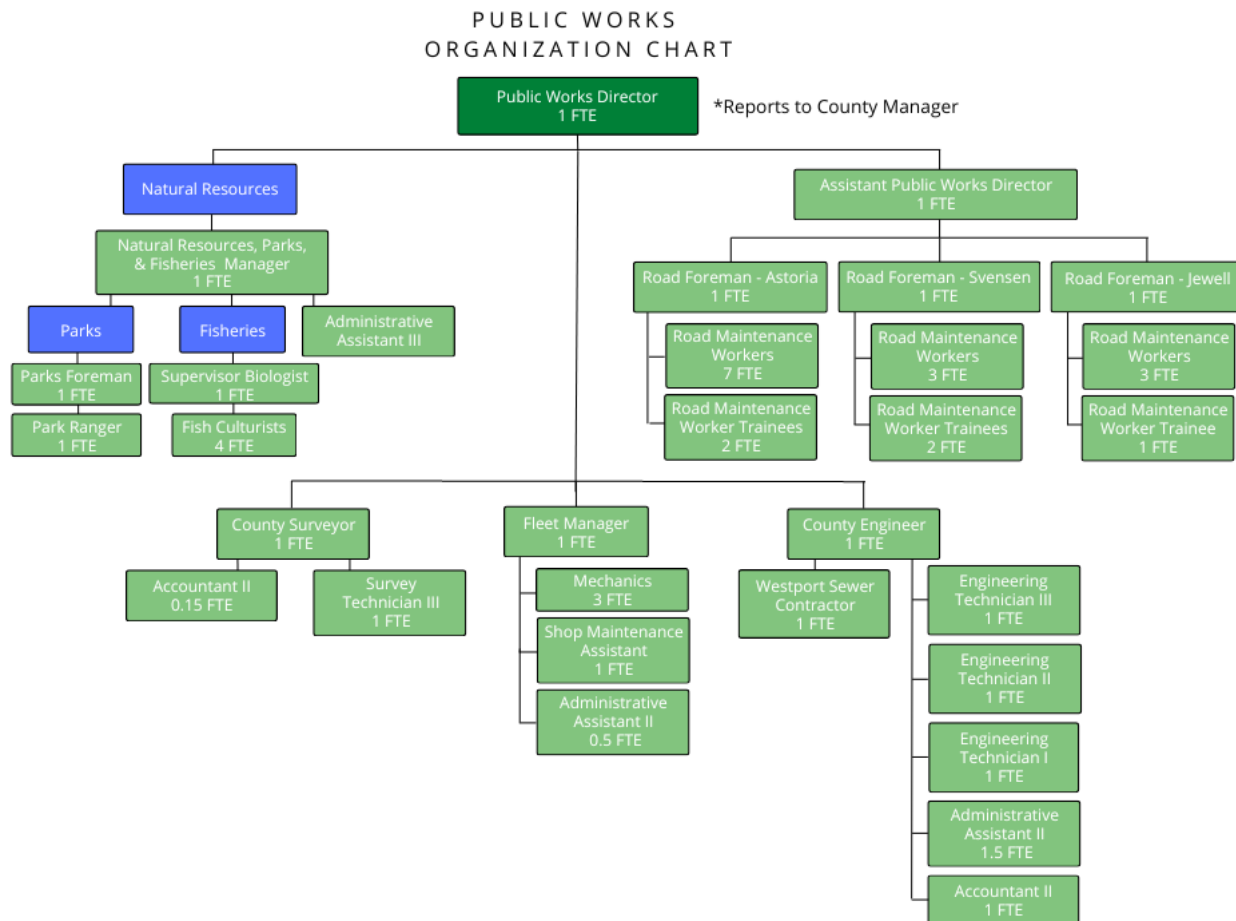 PUBLIC WORKS
ORGANIZATION CHART
Public Works Director
1 FTE
*Reports to County Manager
Natural Resources
Natural Resources, Parks,
& Fisheries Manager
1 FTE
Parks
Parks Foreman
1 FTE
Park Ranger
1 FTE
Fisheries
Supervisor Biologist
1 FTE
Fish Culturists
4 FTE
Administrative
Assistant III
Assistant Public Works Director
1 FTE
Road Foreman - Astoria
1 FTE
Road Maintenance
Workers
7 FTE
Road Maintenance
Worker Trainees
2 FTE
Road Foreman - Svensen
1 FTE
Road Maintenance
Workers
3 FTE
Road Maintenance
Worker Trainees
2 FTE
Road Foreman - Jewell
1 FTE
Road Maintenance
Workers
3 FTE
Road Maintenance
Worker Trainee
1 FTE
County Surveyor
1 FTE
Accountant II
0.15 FTE
Survey
Technician III
1 FTE
Fleet Manager
1 FTE
Mechanics
3 FTE
Shop Maintenance
Assistant
1 FTE
Administrative
Assistant II
0.5 FTE
County Engineer
1 FTE
Westport Sewer
Contractor
1 FTE
Engineering
Technician III
1 FTE
Engineering
Technician II
1 FTE
Engineering
Technician I
1 FTE
Administrative
Assistant II
1.5 FTE
Accountant II
1 FTE